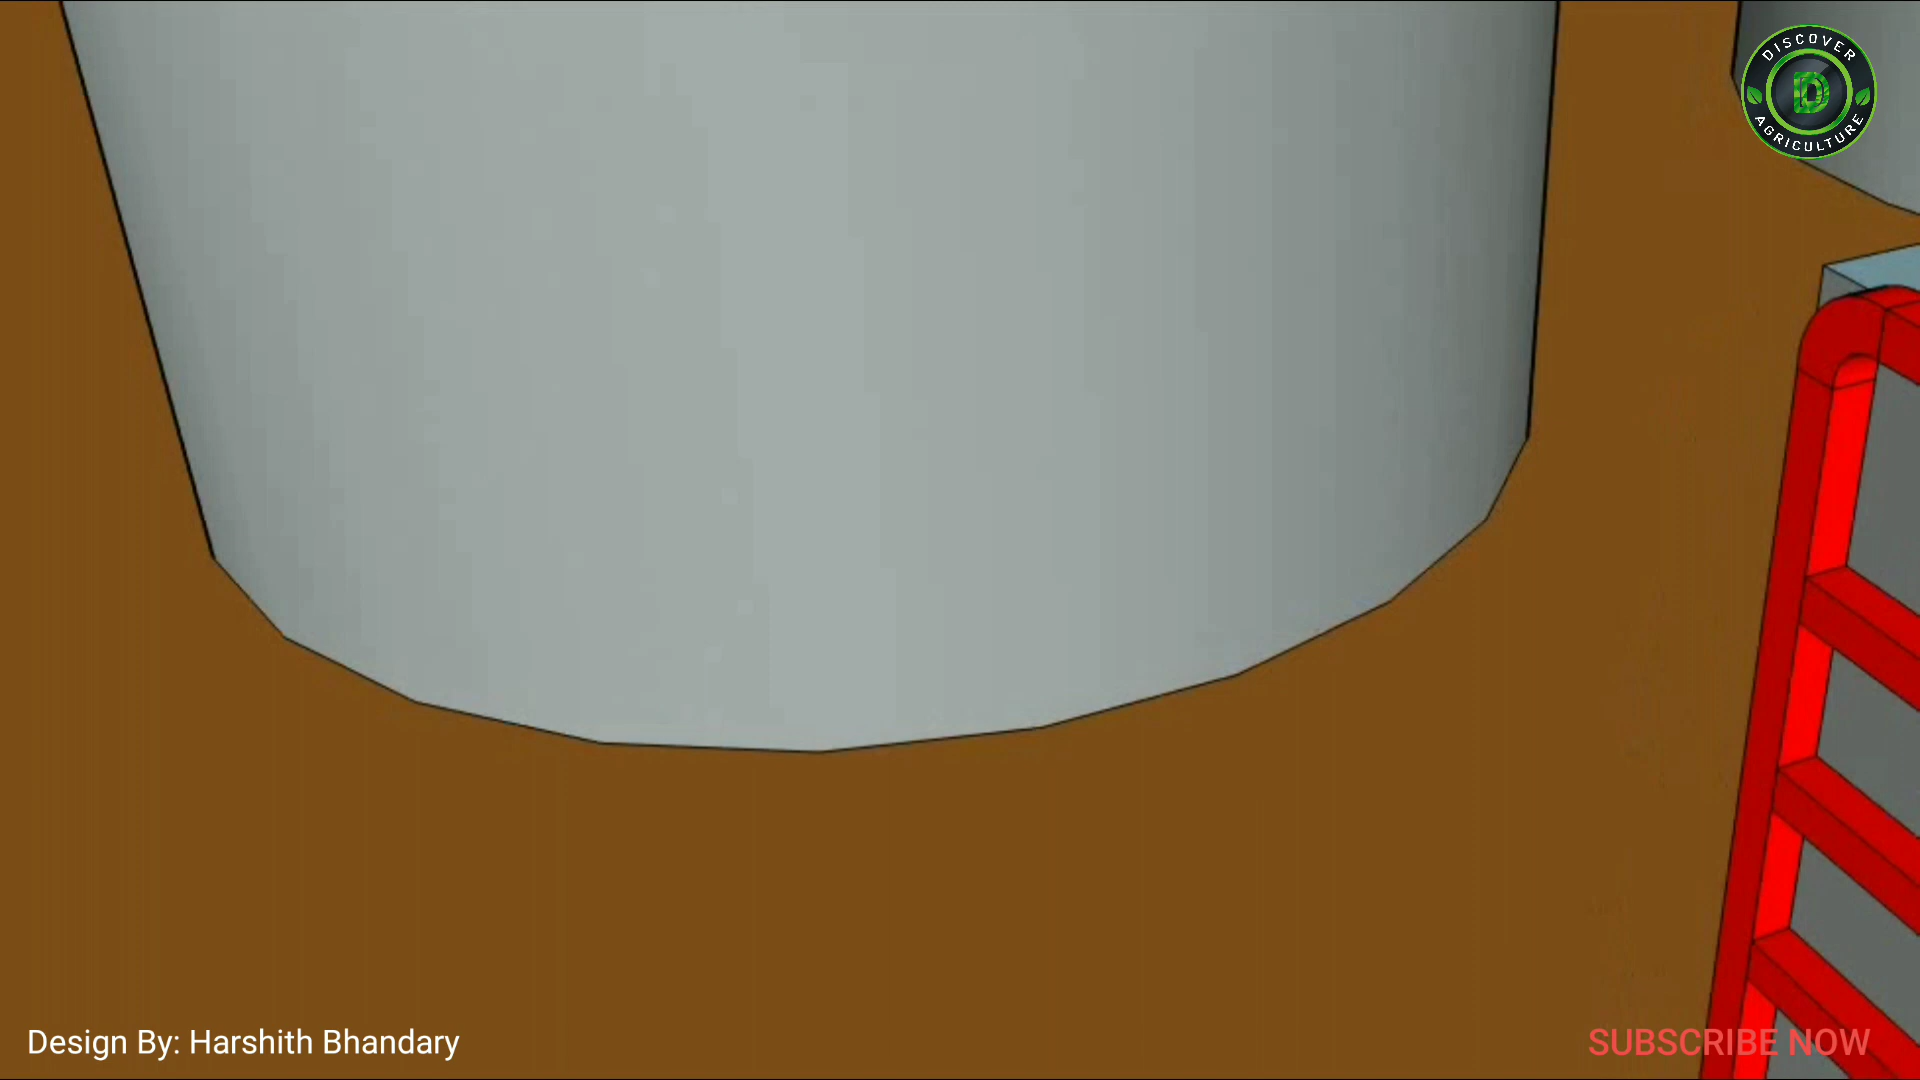 DISCOVER
D
AGRICULTURE
Design By: Harshith Bhandary
SUBSCRIBE NOW